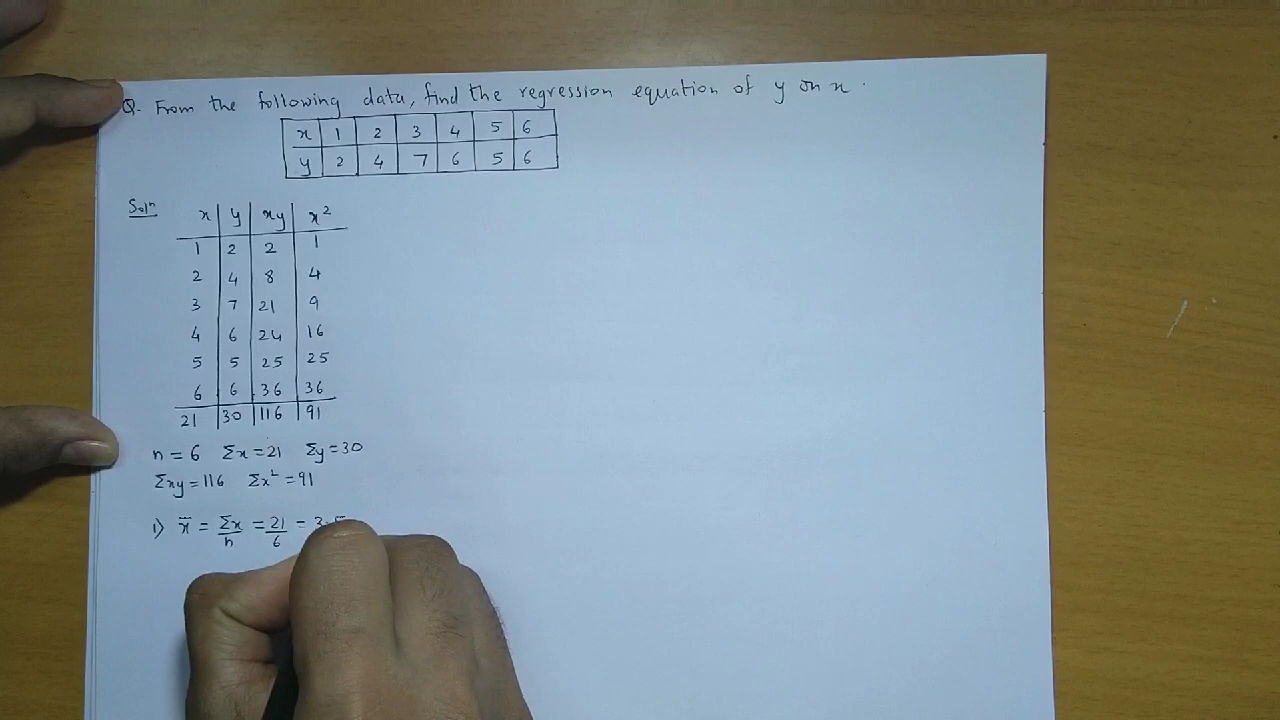 Q. From the following data, find the regression equation of y on x.
x 1 2 3 4 5 6
y 2 4 7 6 5 6
Solⁿ
x y xy x²
1 2 2 1
2 4 8 4
3 7 21 9
4 6 24 16
5 5 25 25
6 6 36 36
21 30 116 91
n = 6 Σx = 21 Σy = 30
Σxy = 116 Σx² = 91
1) x̄ = Σx/n = 21/6 =